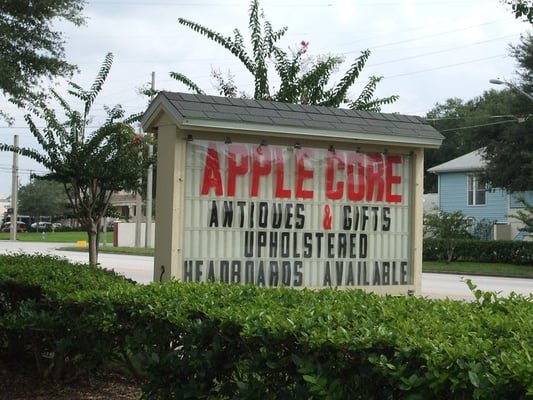 APPLE CORE
ANTIQUES & GIFTS
UPHOLSTERED
HEADBOARDS AVAILABLE